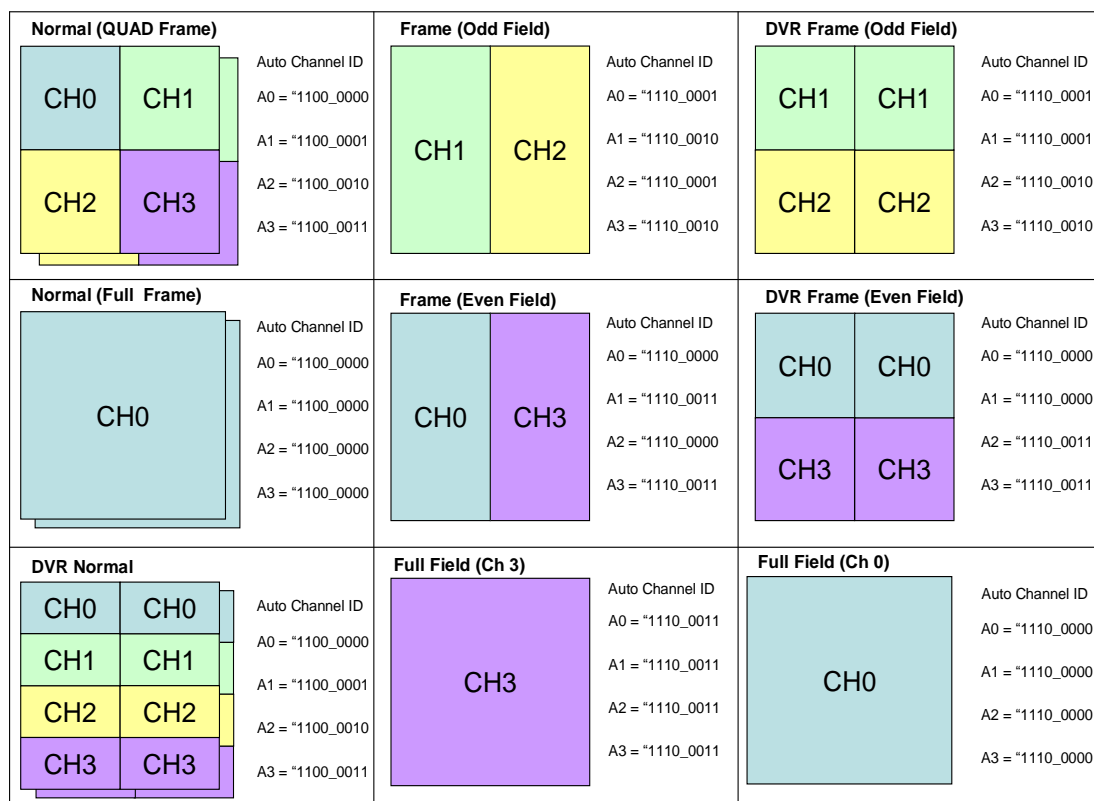 Normal (QUAD Frame)
CH0 CH1
CH2 CH3
Auto Channel ID
A0 = “1100_0000
A1 = “1100_0001
A2 = “1100_0010
A3 = “1100_0011
Frame (Odd Field)
CH1 CH2
Auto Channel ID
A0 = “1110_0001
A1 = “1110_0010
A2 = “1110_0001
A3 = “1110_0010
DVR Frame (Odd Field)
CH1 CH1
CH2 CH2
Auto Channel ID
A0 = “1110_0001
A1 = “1110_0001
A2 = “1110_0010
A3 = “1110_0010
Normal (Full Frame)
CH0
Auto Channel ID
A0 = “1100_0000
A1 = “1100_0000
A2 = “1100_0000
A3 = “1100_0000
Frame (Even Field)
CH0 CH3
Auto Channel ID
A0 = “1110_0000
A1 = “1110_0011
A2 = “1110_0000
A3 = “1110_0011
DVR Frame (Even Field)
CH0 CH0
CH3 CH3
Auto Channel ID
A0 = “1110_0000
A1 = “1110_0000
A2 = “1110_0011
A3 = “1110_0011
DVR Normal
CH0 CH0
CH1 CH1
CH2 CH2
CH3 CH3
Auto Channel ID
A0 = “1100_0000
A1 = “1100_0001
A2 = “1100_0010
A3 = “1100_0011
Full Field (Ch 3)
CH3
Auto Channel ID
A0 = “1110_0011
A1 = “1110_0011
A2 = “1110_0011
A3 = “1110_0011
Full Field (Ch 0)
CH0
Auto Channel ID
A0 = “1110_0000
A1 = “1110_0000
A2 = “1110_0000
A3 = “1110_0000